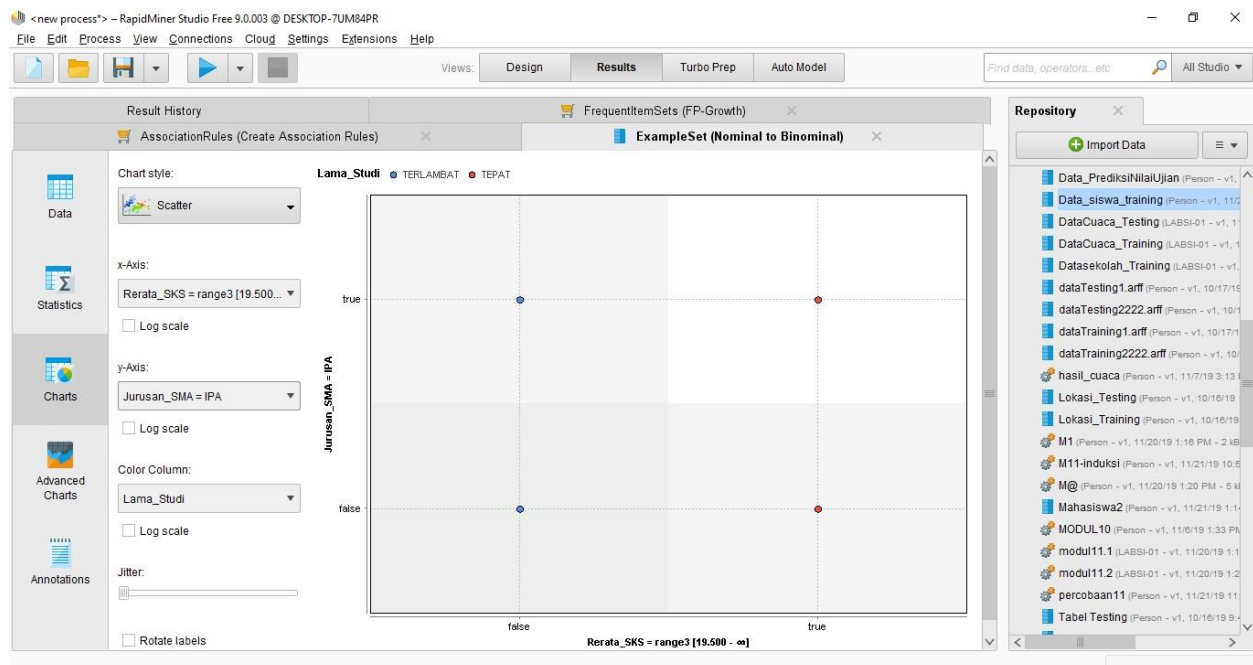 <new process*> – RapidMiner Studio Free 9.0.003 @ DESKTOP-7UM84PR
File Edit Process View Connections Cloud Settings Extensions Help
Views: Design Results Turbo Prep Auto Model
Find data, operators...etc All Studio
Result History FrequentItemSets (FP-Growth)
AssociationRules (Create Association Rules) ExampleSet (Nominal to Binominal)
Data
Statistics
Charts
Advanced
Charts
Annotations
Chart style:
Scatter
x-Axis:
Rerata_SKS = range3 [19.500...
Log scale
y-Axis:
Jurusan_SMA = IPA
Log scale
Color Column:
Lama_Studi
Log scale
Jitter:
Rotate labels
Lama_Studi TERLAMBAT TEPAT
true
Jurusan_SMA = IPA
false
false true
Rerata_SKS = range3 [19.500 - ∞]
Repository
Import Data
Data_PrediksiNilaiUjian (Person – v1,
Data_siswa_training (Person – v1, 11/2
DataCuaca_Testing (LABSI-01 – v1, 1
DataCuaca_Training (LABSI-01 – v1, 1
Datasekolah_Training (LABSI-01 – v1,
dataTesting1.arff (Person – v1, 10/17/19
dataTesting2222.arff (Person – v1, 10/1
dataTraining1.arff (Person – v1, 10/17/1
dataTraining2222.arff (Person – v1, 10/
hasil_cuaca (Person – v1, 11/7/19 3:13
Lokasi_Testing (Person – v1, 10/16/19
Lokasi_Training (Person – v1, 10/16/19
M1 (Person – v1, 11/20/19 1:16 PM – 2 kB
M11-induksi (Person – v1, 11/21/19 10:5
M@ (Person – v1, 11/20/19 1:20 PM – 5 k
Mahasiswa2 (Person – v1, 11/21/19 1:1
MODUL10 (Person – v1, 11/6/19 1:33 PM
modul11.1 (LABSI-01 – v1, 11/20/19 1:1
modul11.2 (LABSI-01 – v1, 11/20/19 1:2
percobaan11 (Person – v1, 11/21/19 11:
Tabel Testing (Person – v1, 10/16/19 9: